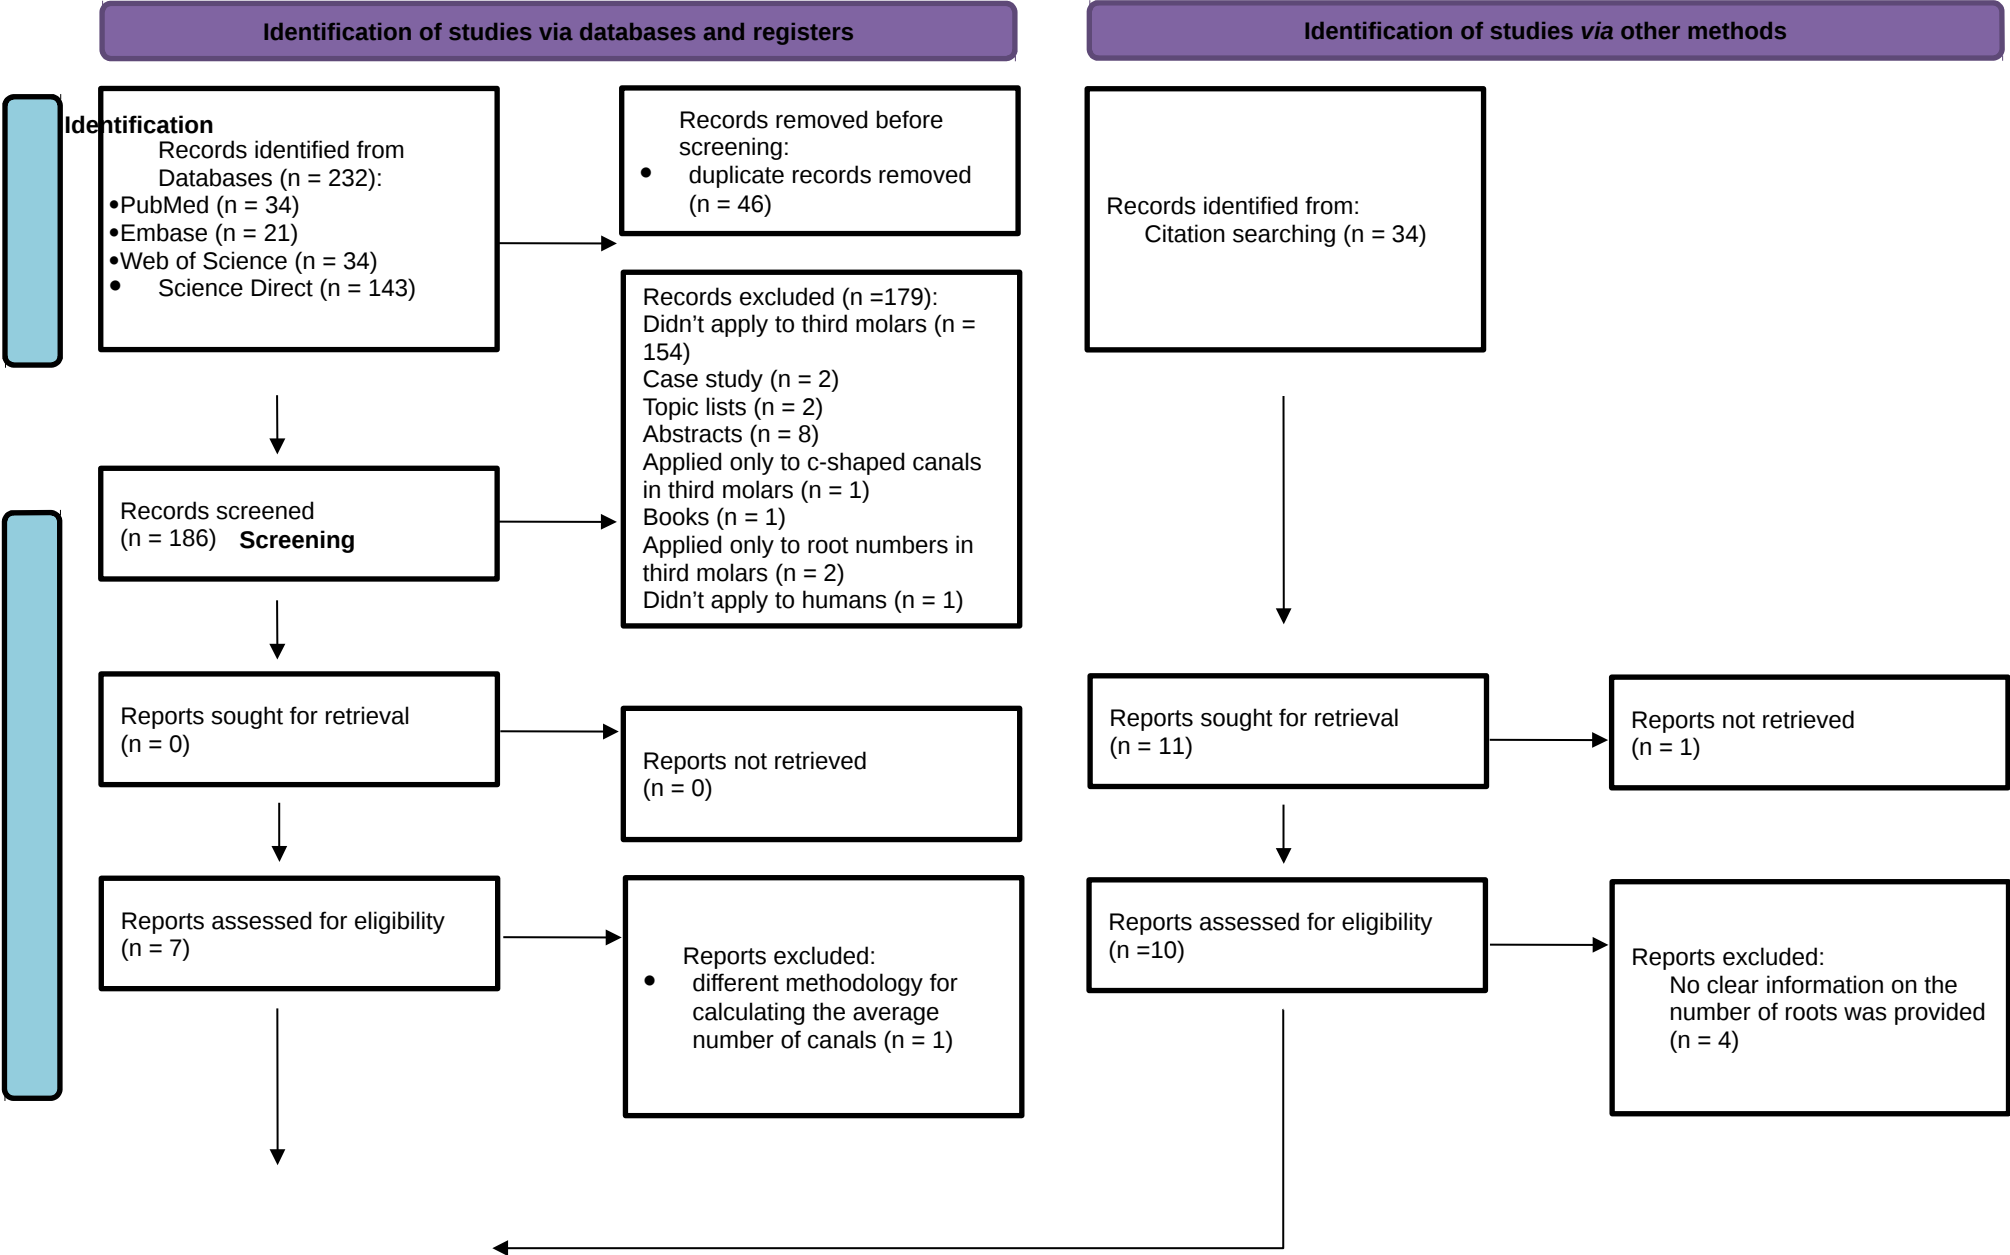 Identification of studies via databases and registers
Identification of studies via other methods
Identification
Records identified from
Databases (n = 232):
•PubMed (n = 34)
•Embase (n = 21)
•Web of Science (n = 34)
• Science Direct (n = 143)
Records removed before
screening:
• duplicate records removed
(n = 46)
Records identified from:
Citation searching (n = 34)
Records excluded (n =179):
Didn’t apply to third molars (n =
154)
Case study (n = 2)
Topic lists (n = 2)
Abstracts (n = 8)
Applied only to c-shaped canals
in third molars (n = 1)
Books (n = 1)
Applied only to root numbers in
third molars (n = 2)
Didn’t apply to humans (n = 1)
Records screened
(n = 186)
Screening
Reports sought for retrieval
(n = 0)
Reports not retrieved
(n = 0)
Reports sought for retrieval
(n = 11)
Reports not retrieved
(n = 1)
Reports assessed for eligibility
(n = 7)
Reports excluded:
• different methodology for
calculating the average
number of canals (n = 1)
Reports assessed for eligibility
(n =10)
Reports excluded:
No clear information on the
number of roots was provided
(n = 4)